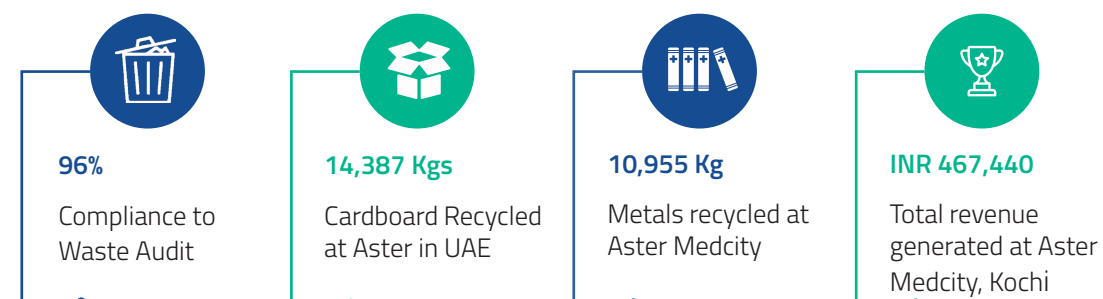 96%
Compliance to
Waste Audit
14,387 Kgs
Cardboard Recycled
at Aster in UAE
10,955 Kg
Metals recycled at
Aster Medcity
INR 467,440
Total revenue
generated at Aster
Medcity, Kochi